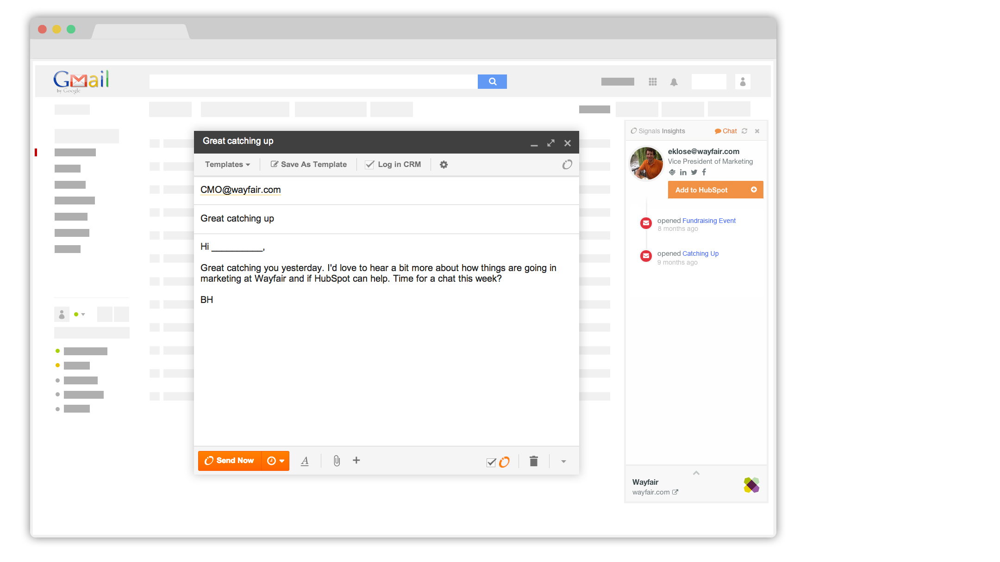 Gmail
by Google
Great catching up
Templates
Save As Template
Log in CRM
CMO@wayfair.com
Great catching up
Hi __________,
Great catching you yesterday. I'd love to hear a bit more about how things are going in
marketing at Wayfair and if HubSpot can help. Time for a chat this week?
BH
Send Now
A
Signals Insights
Chat
eklose@wayfair.com
Vice President of Marketing
Add to HubSpot
opened Fundraising Event
8 months ago
opened Catching Up
9 months ago
Wayfair
wayfair.com